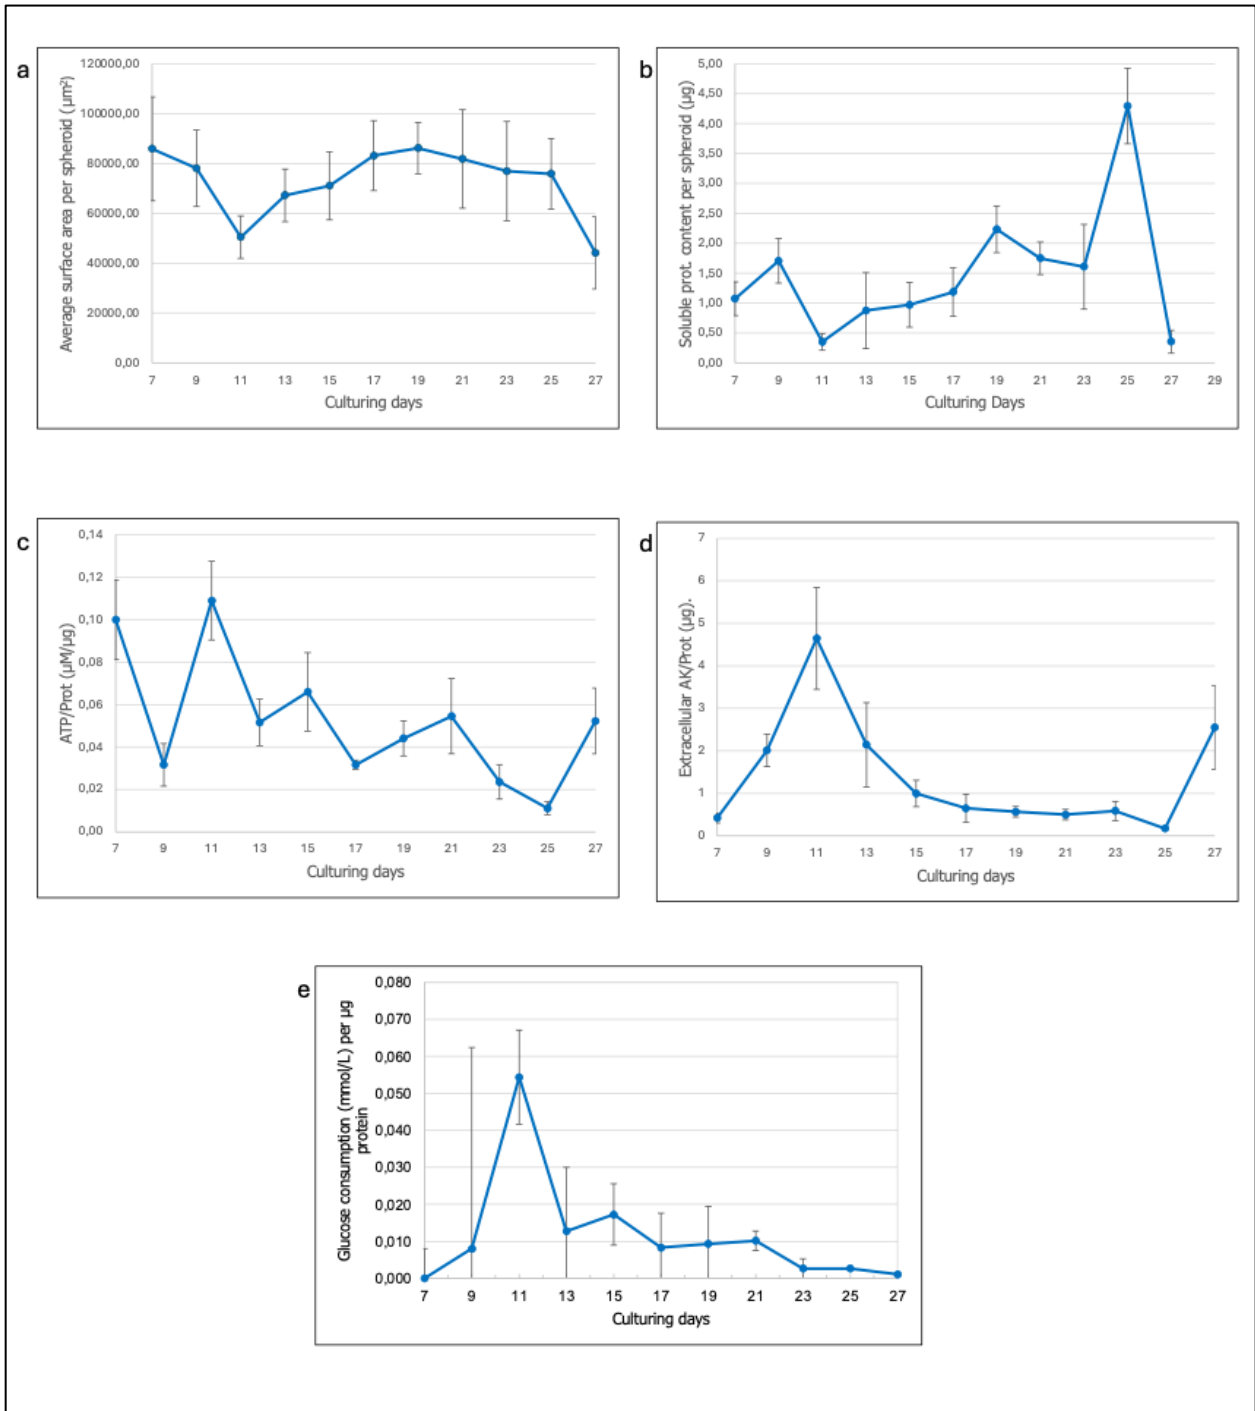 a
Average surface area per spheroid (µm²)
120000,00
100000,00
80000,00
60000,00
40000,00
20000,00
0,00
7 9 11 13 15 17 19 21 23 25 27
Culturing days
b
Soluble prot. content per spheroid (µg)
5,00
4,50
4,00
3,50
3,00
2,50
2,00
1,50
1,00
0,50
0,00
7 9 11 13 15 17 19 21 23 25 27 29
Culturing Days
c
ATP/Prot (µM/µg)
0,14
0,12
0,10
0,08
0,06
0,04
0,02
0,00
7 9 11 13 15 17 19 21 23 25 27
Culturing days
d
Extracellular AK/Prot (µg).
7
6
5
4
3
2
1
0
7 9 11 13 15 17 19 21 23 25 27
Culturing days
e
Glucose consumption (mmol/L) per µg
protein
0,080
0,070
0,060
0,050
0,040
0,030
0,020
0,010
0,000
7 9 11 13 15 17 19 21 23 25 27
Culturing days